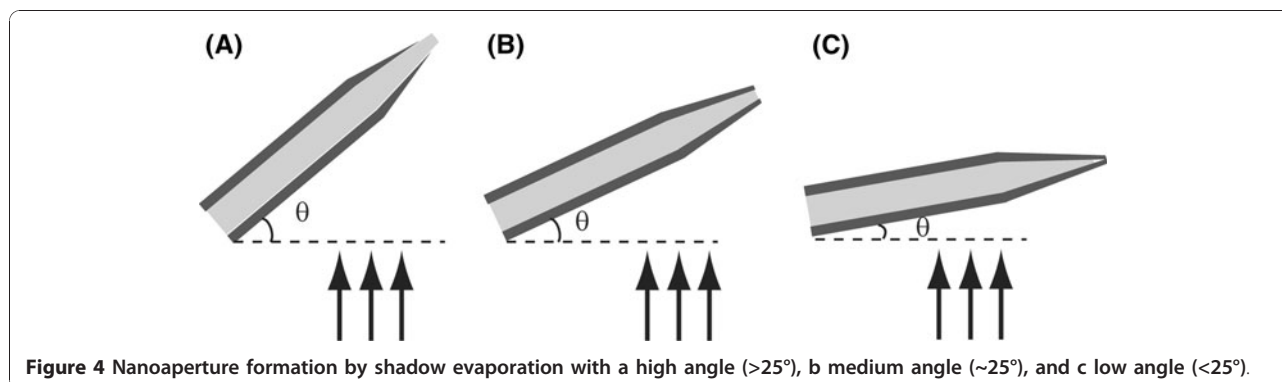 (A)
(B)
(C)
θ
θ
θ
Figure 4 Nanoaperture formation by shadow evaporation with a high angle (>25°), b medium angle (~25°), and c low angle (<25°).